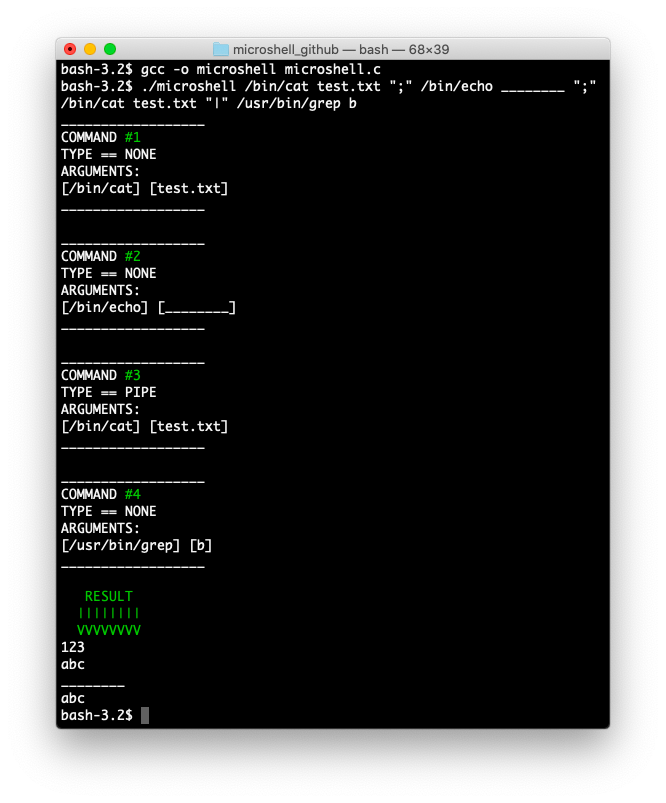 microshell_github — bash — 68×39
bash-3.2$ gcc -o microshell microshell.c
bash-3.2$ ./microshell /bin/cat test.txt ";" /bin/echo ________ ";"
/bin/cat test.txt "|" /usr/bin/grep b
__________________
COMMAND #1
TYPE == NONE
ARGUMENTS:
[/bin/cat] [test.txt]
__________________
__________________
COMMAND #2
TYPE == NONE
ARGUMENTS:
[/bin/echo] [________]
__________________
__________________
COMMAND #3
TYPE == PIPE
ARGUMENTS:
[/bin/cat] [test.txt]
__________________
__________________
COMMAND #4
TYPE == NONE
ARGUMENTS:
[/usr/bin/grep] [b]
__________________
RESULT
||||||||
VVVVVVVV
123
abc
________
abc
bash-3.2$